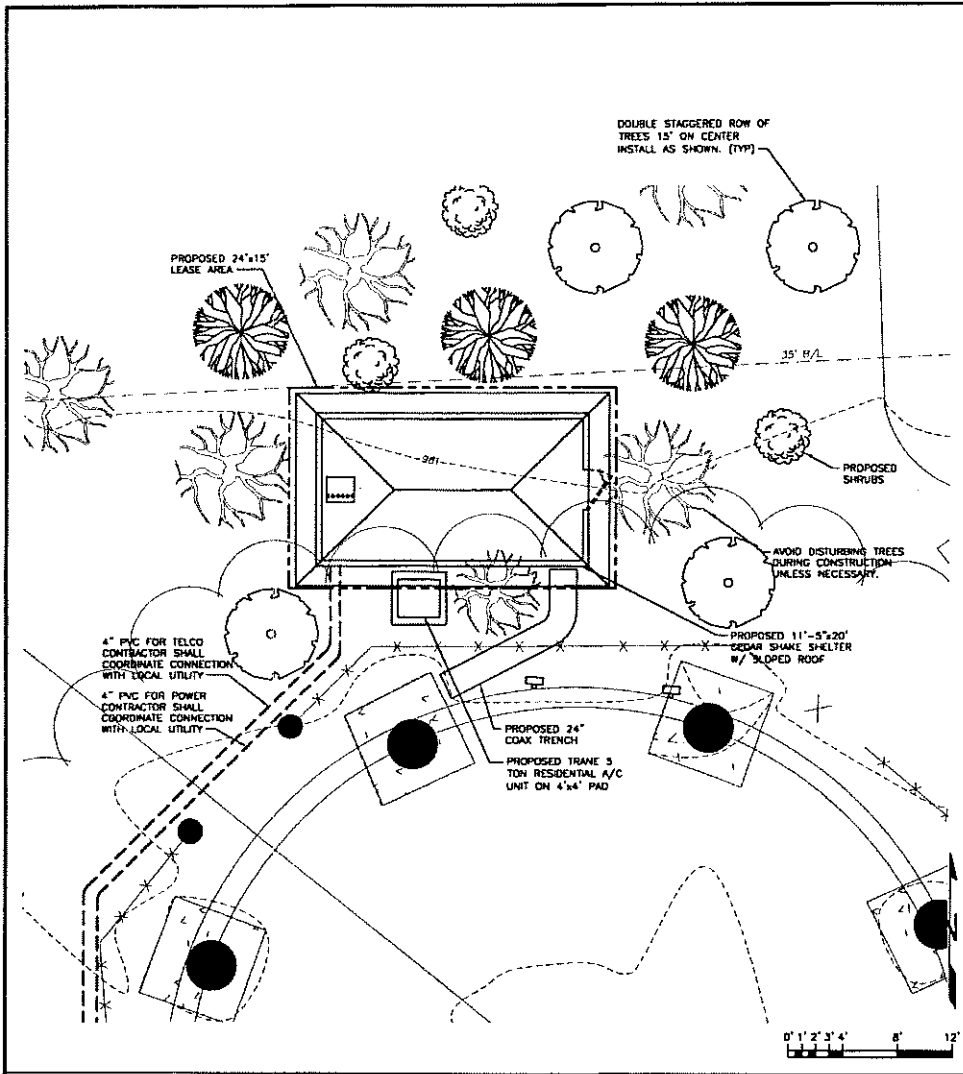 DOUBLE STAGGERED ROW OF
TREES 15' ON CENTER
INSTALL AS SHOWN. (TYP)
PROPOSED 24'x15'
LEASE AREA
35' B/L
961
PROPOSED
SHRUBS
AVOID DISTURBING TREES
DURING CONSTRUCTION
UNLESS NECESSARY.
PROPOSED 11'-5"x20'
CEDAR SHAKE SHELTER
W/ SLOPED ROOF
4" PVC FOR TELCO
CONTRACTOR SHALL
COORDINATE CONNECTION
WITH LOCAL UTILITY
4" PVC FOR POWER
CONTRACTOR SHALL
COORDINATE CONNECTION
WITH LOCAL UTILITY
PROPOSED 24"
COAX TRENCH
PROPOSED TRANE 5
TON RESIDENTIAL A/C
UNIT ON 4'x4' PAD
0' 1' 2' 3' 4' 8' 12'